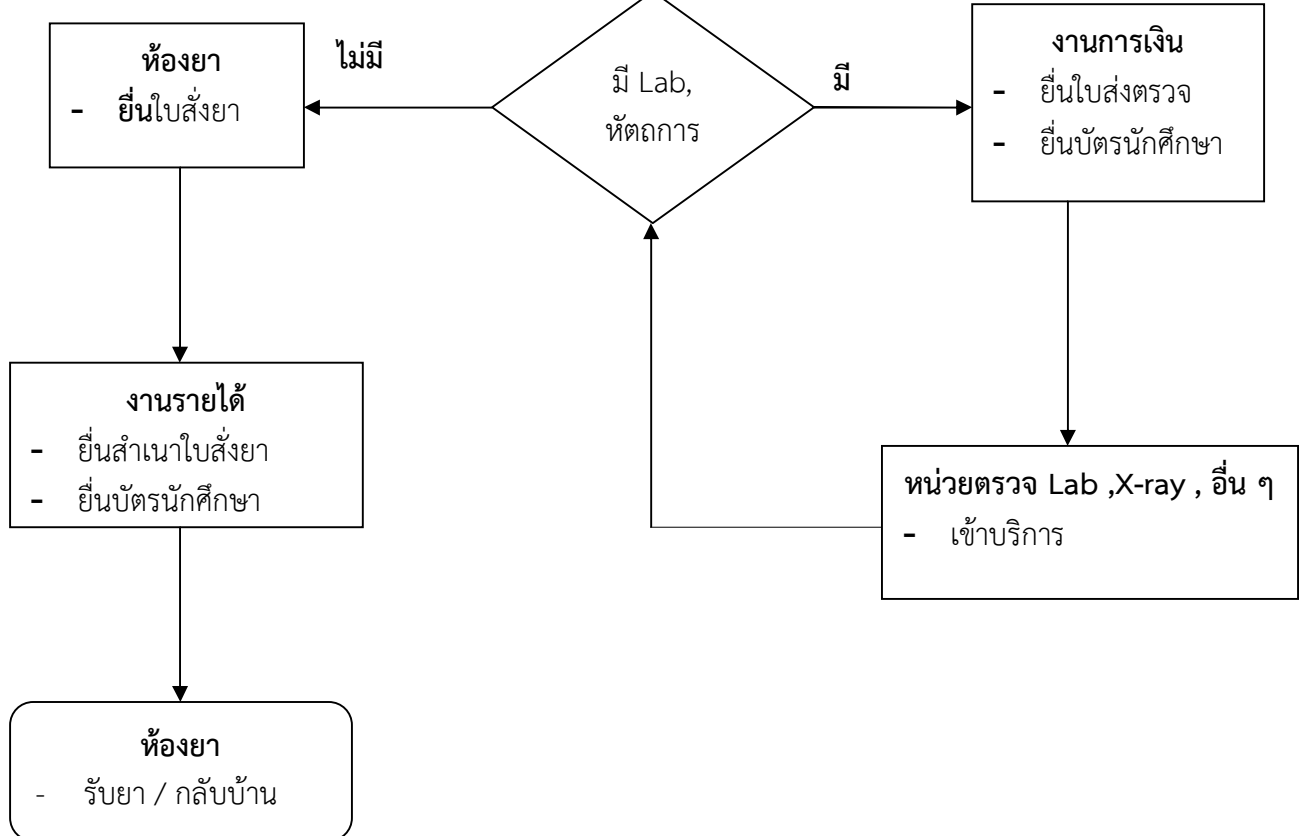 ห้องยา
- ยื่นใบสั่งยา
ไม่มี
มี Lab,
หัตถการ
มี
งานการเงิน
- ยื่นใบส่งตรวจ
- ยื่นบัตรนักศึกษา
งานรายได้
- ยื่นสำเนาใบสั่งยา
- ยื่นบัตรนักศึกษา
หน่วยตรวจ Lab ,X-ray , อื่น ๆ
- เข้าบริการ
ห้องยา
- รับยา / กลับบ้าน